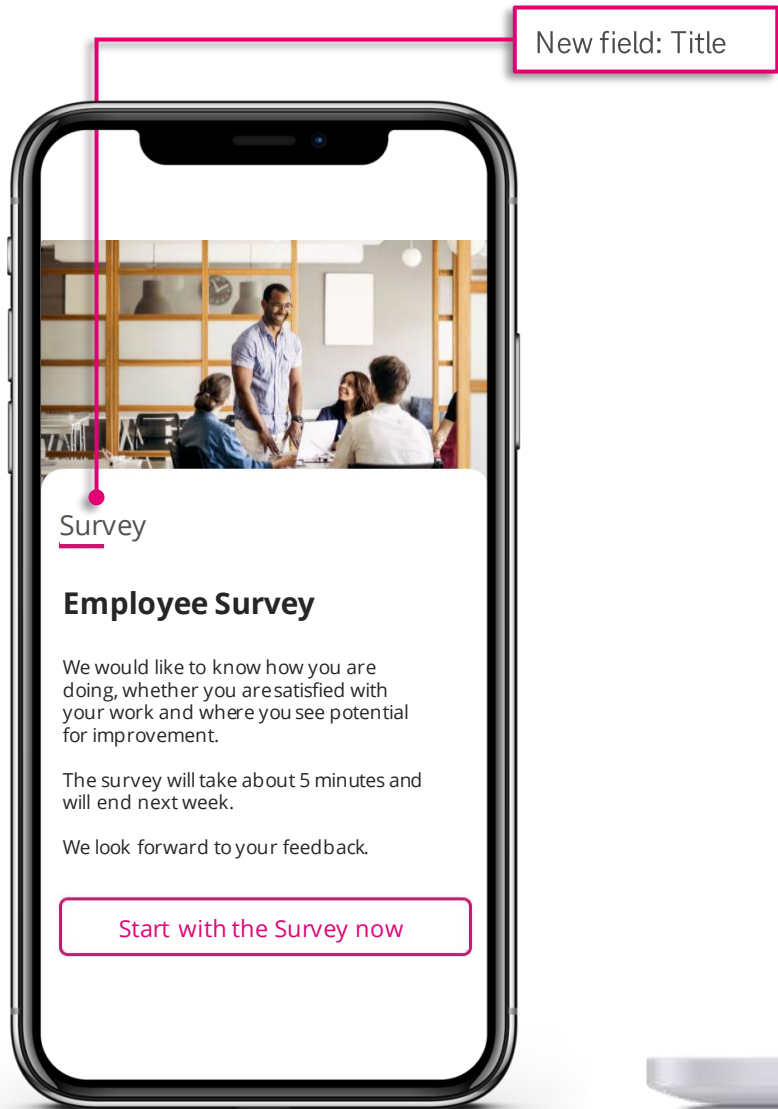 New field: Title
Survey
Employee Survey
We would like to know how you are
doing, whether you are satisfied with
your work and where you see potential
for improvement.
The survey will take about 5 minutes and
will end next week.
We look forward to your feedback.
Start with the Survey now